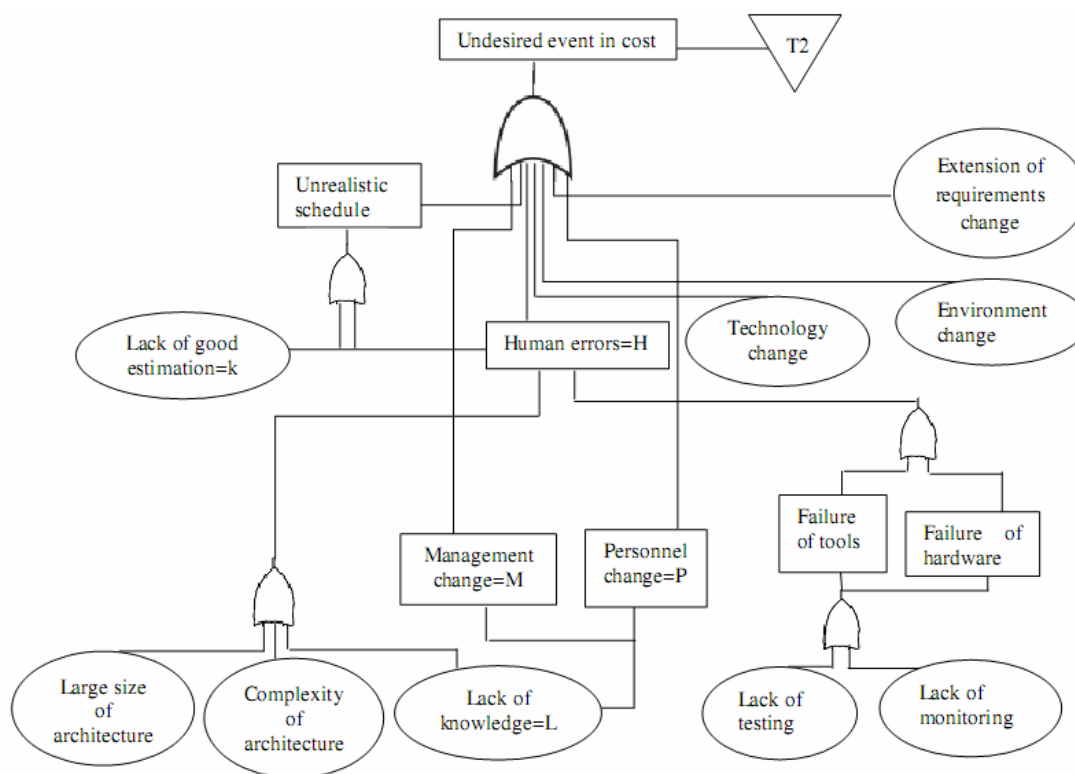 Undesired event in cost
T2
Unrealistic
schedule
Extension of
requirements
change
Lack of good
estimation=k
Human errors=H
Technology
change
Environment
change
Management
change=M
Personnel
change=P
Failure
of tools
Failure of
hardware
Large size
of
architecture
Complexity
of
architecture
Lack of
knowledge=L
Lack of
testing
Lack of
monitoring